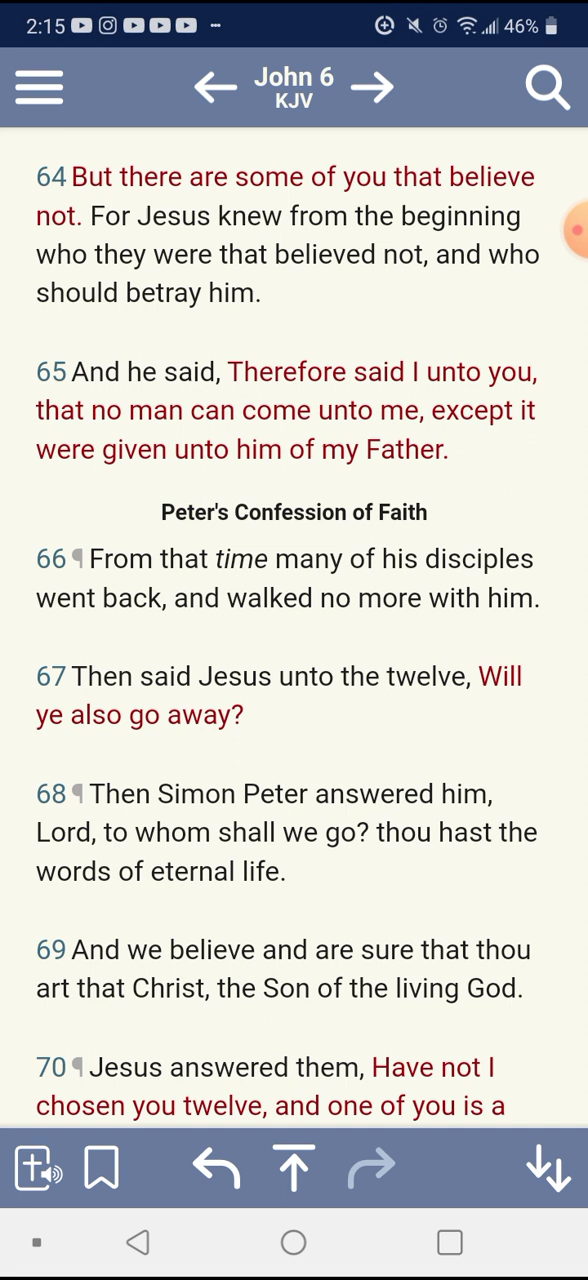 2:15
46%
John 6
KJV
64 But there are some of you that believe
not. For Jesus knew from the beginning
who they were that believed not, and who
should betray him.
65 And he said, Therefore said I unto you,
that no man can come unto me, except it
were given unto him of my Father.
Peter's Confession of Faith
66 ¶ From that time many of his disciples
went back, and walked no more with him.
67 Then said Jesus unto the twelve, Will
ye also go away?
68 ¶ Then Simon Peter answered him,
Lord, to whom shall we go? thou hast the
words of eternal life.
69 And we believe and are sure that thou
art that Christ, the Son of the living God.
70 ¶ Jesus answered them, Have not I
chosen you twelve, and one of you is a